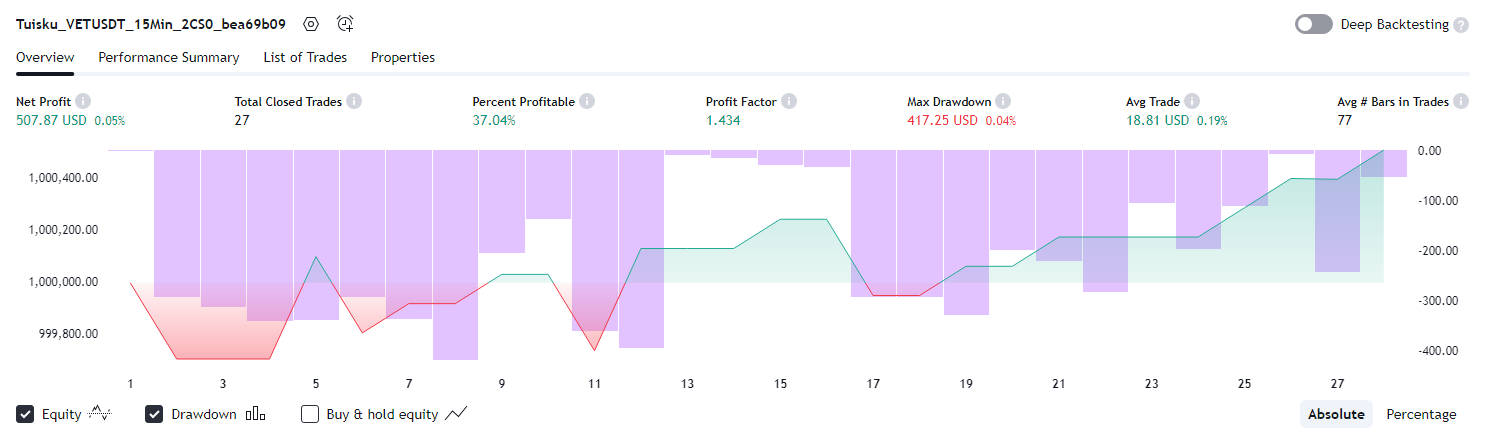 Tuisku_VETUSDT_15Min_2CS0_bea69b09
Deep Backtesting ?
Overview Performance Summary List of Trades Properties
Net Profit i Total Closed Trades i Percent Profitable i Profit Factor i Max Drawdown i Avg Trade i Avg # Bars in Trades i
507.87 USD 0.05% 27 37.04% 1.434 417.25 USD 0.04% 18.81 USD 0.19% 77
0.00
1,000,400.00
-100.00
1,000,200.00
-200.00
1,000,000.00
-300.00
999,800.00
-400.00
1 3 5 7 9 11 13 15 17 19 21 23 25 27
Equity Drawdown Buy & hold equity Absolute Percentage